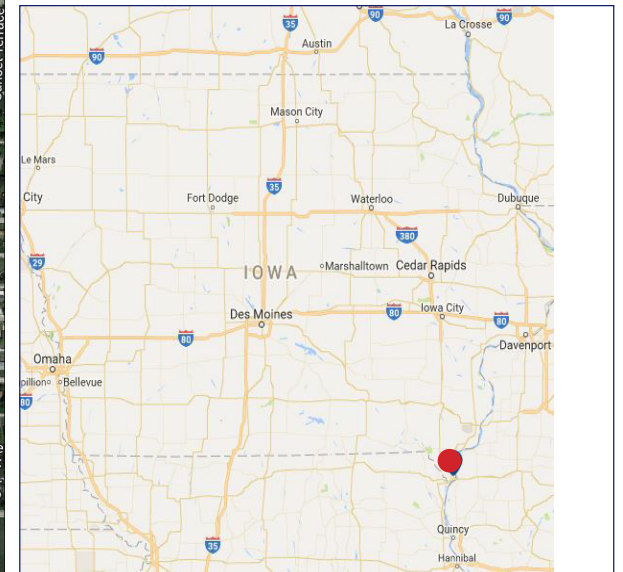 35
90
90
La Crosse
Austin
90
Mason City
Le Mars
35
City
Fort Dodge
Waterloo
Dubuque
380
29
IOWA
Marshalltown
Cedar Rapids
Des Moines
80
Iowa City
80
80
Davenport
Omaha
pillion
Bellevue
80
Quincy
35
Hannibal